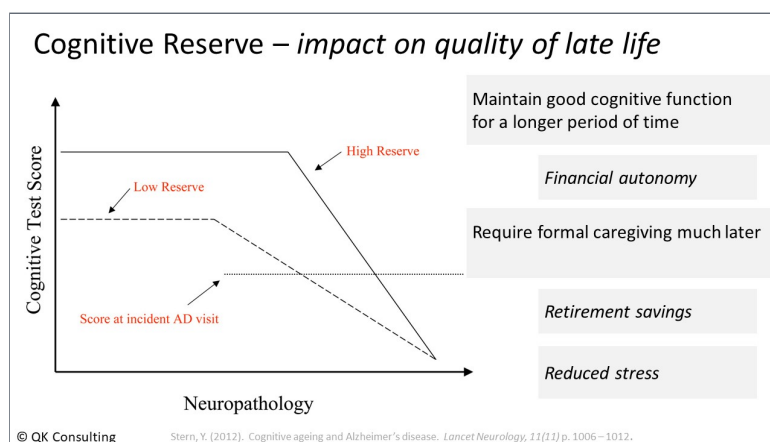 Cognitive Reserve – impact on quality of late life
Cognitive Test Score
High Reserve
Low Reserve
Score at incident AD visit
Neuropathology
Maintain good cognitive function
for a longer period of time
Financial autonomy
Require formal caregiving much later
Retirement savings
Reduced stress
© QK Consulting
Stern, Y. (2012). Cognitive ageing and Alzheimer's disease. Lancet Neurology, 11(11) p. 1006–1012.